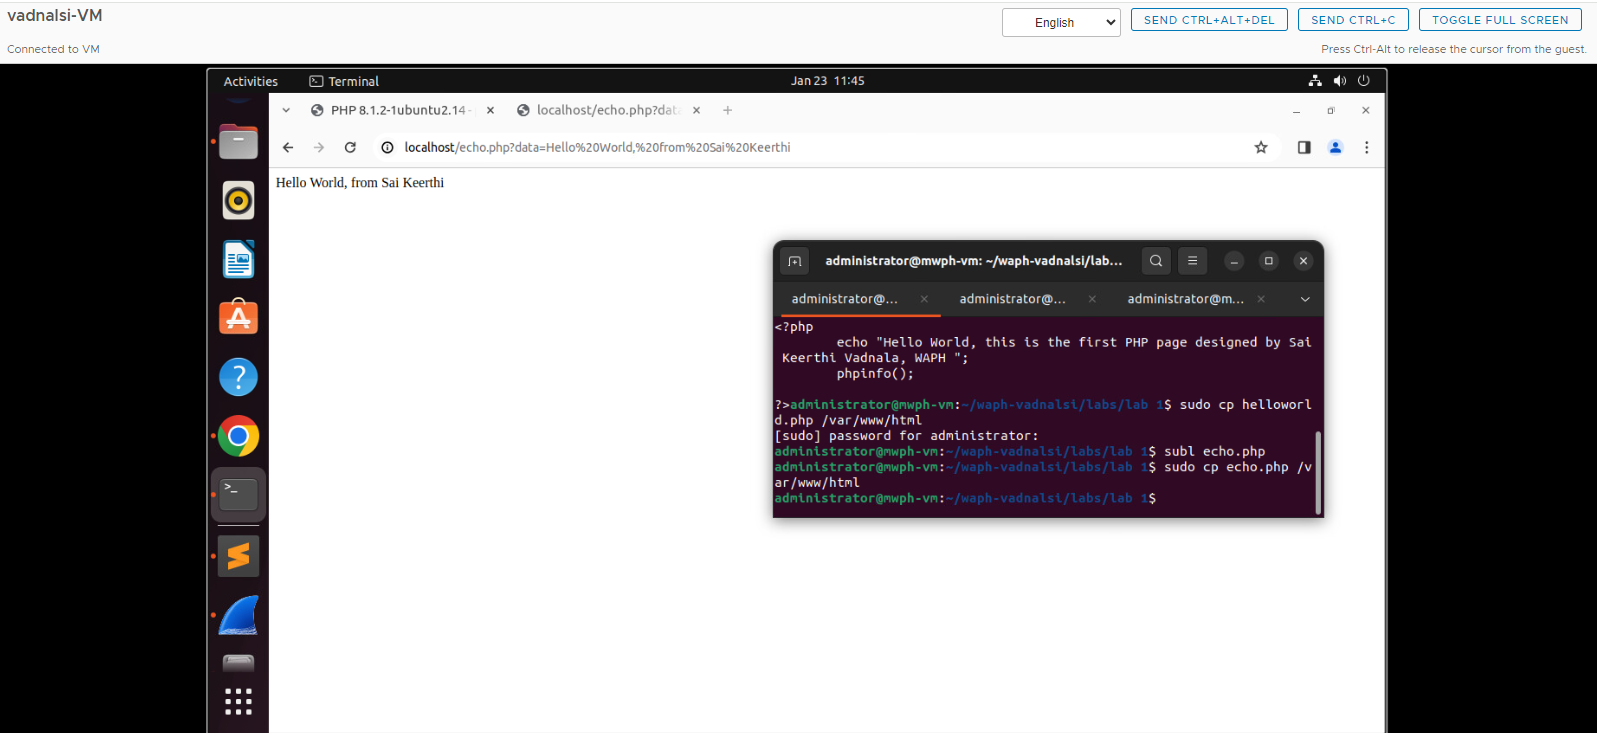 vadnalsi-VM
English
SEND CTRL+ALT+DEL
SEND CTRL+C
TOGGLE FULL SCREEN
Connected to VM
Press Ctrl-Alt to release the cursor from the guest.
Activities
Terminal
Jan 23 11:45
PHP 8.1.2-1ubuntu2.14 -
localhost/echo.php?data
localhost/echo.php?data=Hello%20World,%20from%20Sai%20Keerthi
Hello World, from Sai Keerthi
administrator@mwph-vm: ~/waph-vadnalsi/lab...
administrator@...
administrator@...
administrator@m...
<?php
echo "Hello World, this is the first PHP page designed by Sai
Keerthi Vadnala, WAPH ";
phpinfo();
?>administrator@mwph-vm:~/waph-vadnalsi/labs/lab 1$ sudo cp helloworl
d.php /var/www/html
[sudo] password for administrator:
administrator@mwph-vm:~/waph-vadnalsi/labs/lab 1$ subl echo.php
administrator@mwph-vm:~/waph-vadnalsi/labs/lab 1$ sudo cp echo.php /v
ar/www/html
administrator@mwph-vm:~/waph-vadnalsi/labs/lab 1$